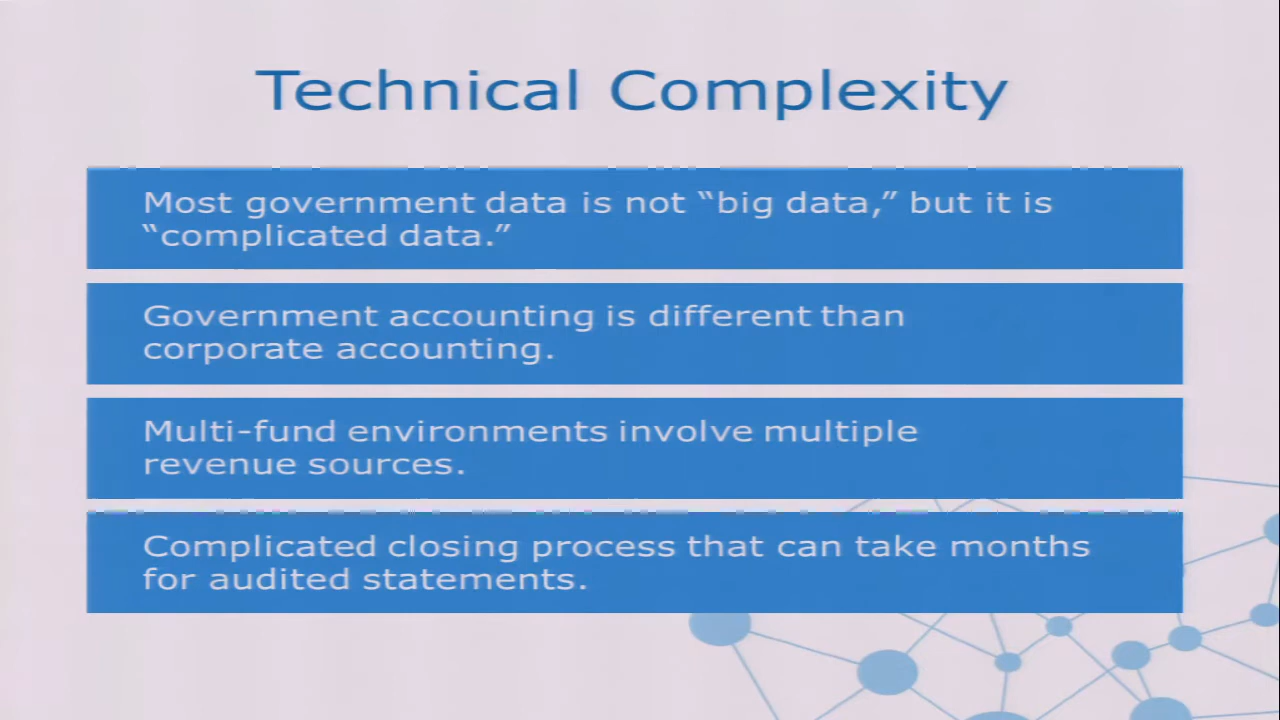 Technical Complexity
Most government data is not “big data,” but it is
“complicated data.”
Government accounting is different than
corporate accounting.
Multi-fund environments involve multiple
revenue sources.
Complicated closing process that can take months
for audited statements.